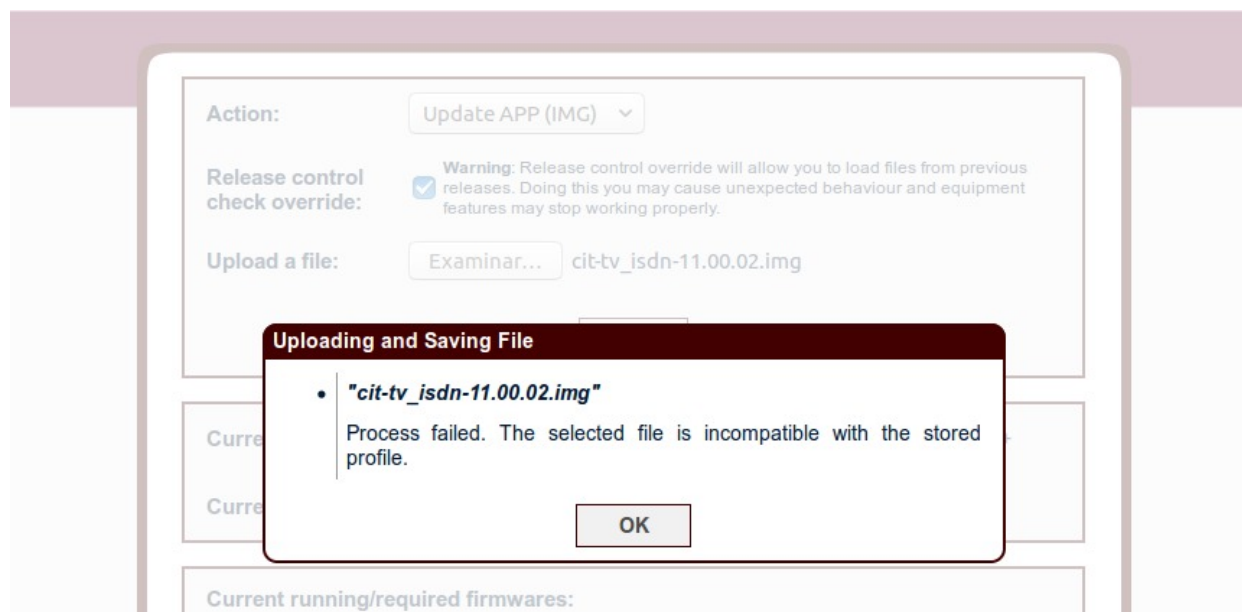 Action: Update APP (IMG)
Release control check override:
Warning: Release control override will allow you to load files from previous
releases. Doing this you may cause unexpected behaviour and equipment
features may stop working properly.
Upload a file: Examinar... cit-tv_isdn-11.00.02.img
Uploading and Saving File
"cit-tv_isdn-11.00.02.img"
Process failed. The selected file is incompatible with the stored
profile.
OK
Current running/required firmwares: